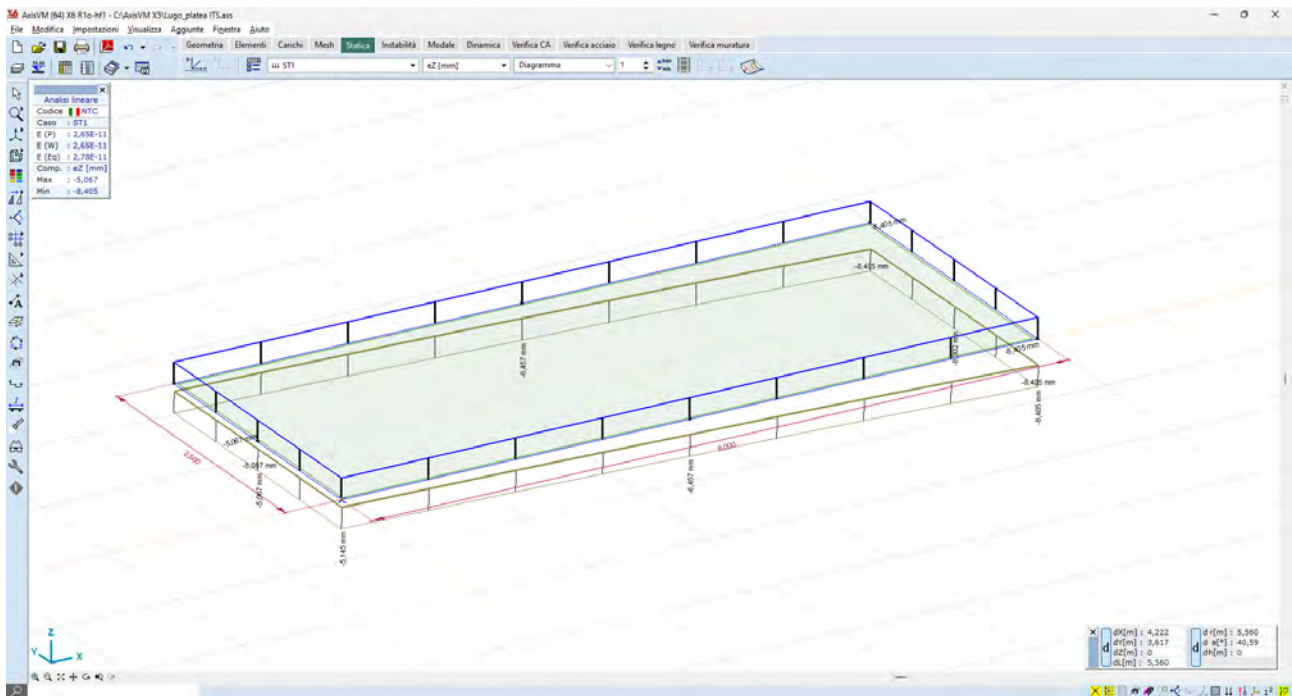 AxisVM (64) X6 R1o-hf1 - C:\AxisVM X5\Lugo_platea ITS.axs
File Modifica Impostazioni Visualizza Aggiunte Finestra Aiuto
Geometria Elementi Carichi Mesh Statica Instabilità Modale Dinamica Verifica CA Verifica acciaio Verifica legno Verifica muratura
ST1 eZ [mm] Diagramma 1
Analisi lineare
Codice NTC
Caso : ST1
E (P) : 2,65E-11
E (W) : 2,65E-11
E (Eq) : 2,78E-11
Comp. : eZ [mm]
Max : -5,067
Min : -8,405
-8,405 mm
-8,405 mm
-6,457 mm
-8,405 mm
-8,405 mm
-8,405 mm
-5,067 mm
-5,067 mm
-5,067 mm
2,500
6,000
-6,457 mm
-5,145 mm
Z
Y
X
dX[m] : 4,222
dY[m] : 3,617
dZ[m] : 0
dL[m] : 5,560
d r[m] : 5,560
d a[°] : 40,59
dh[m] : 0